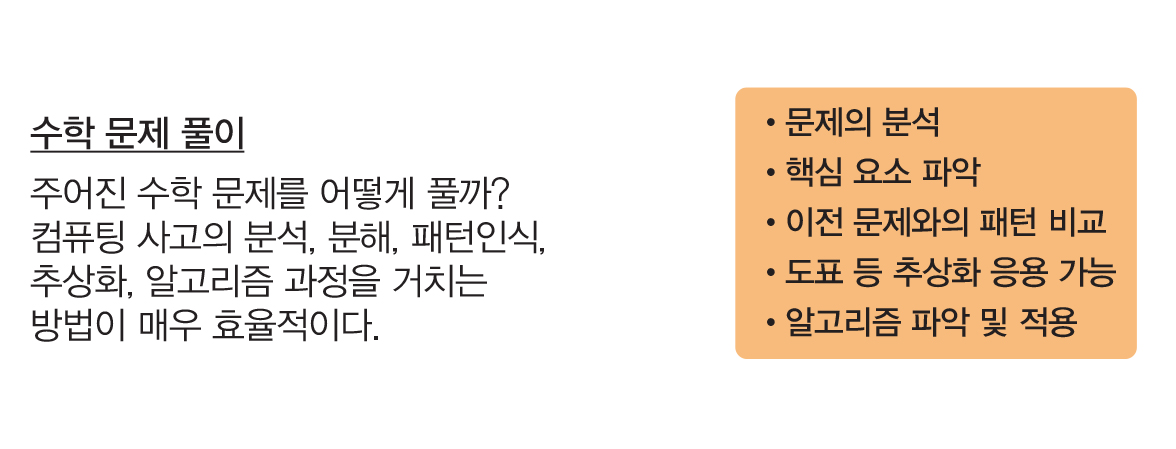 수학 문제 풀이
주어진 수학 문제를 어떻게 풀까?
컴퓨팅 사고의 분석, 분해, 패턴인식,
추상화, 알고리즘 과정을 거치는
방법이 매우 효율적이다.
• 문제의 분석
• 핵심 요소 파악
• 이전 문제와의 패턴 비교
• 도표 등 추상화 응용 가능
• 알고리즘 파악 및 적용